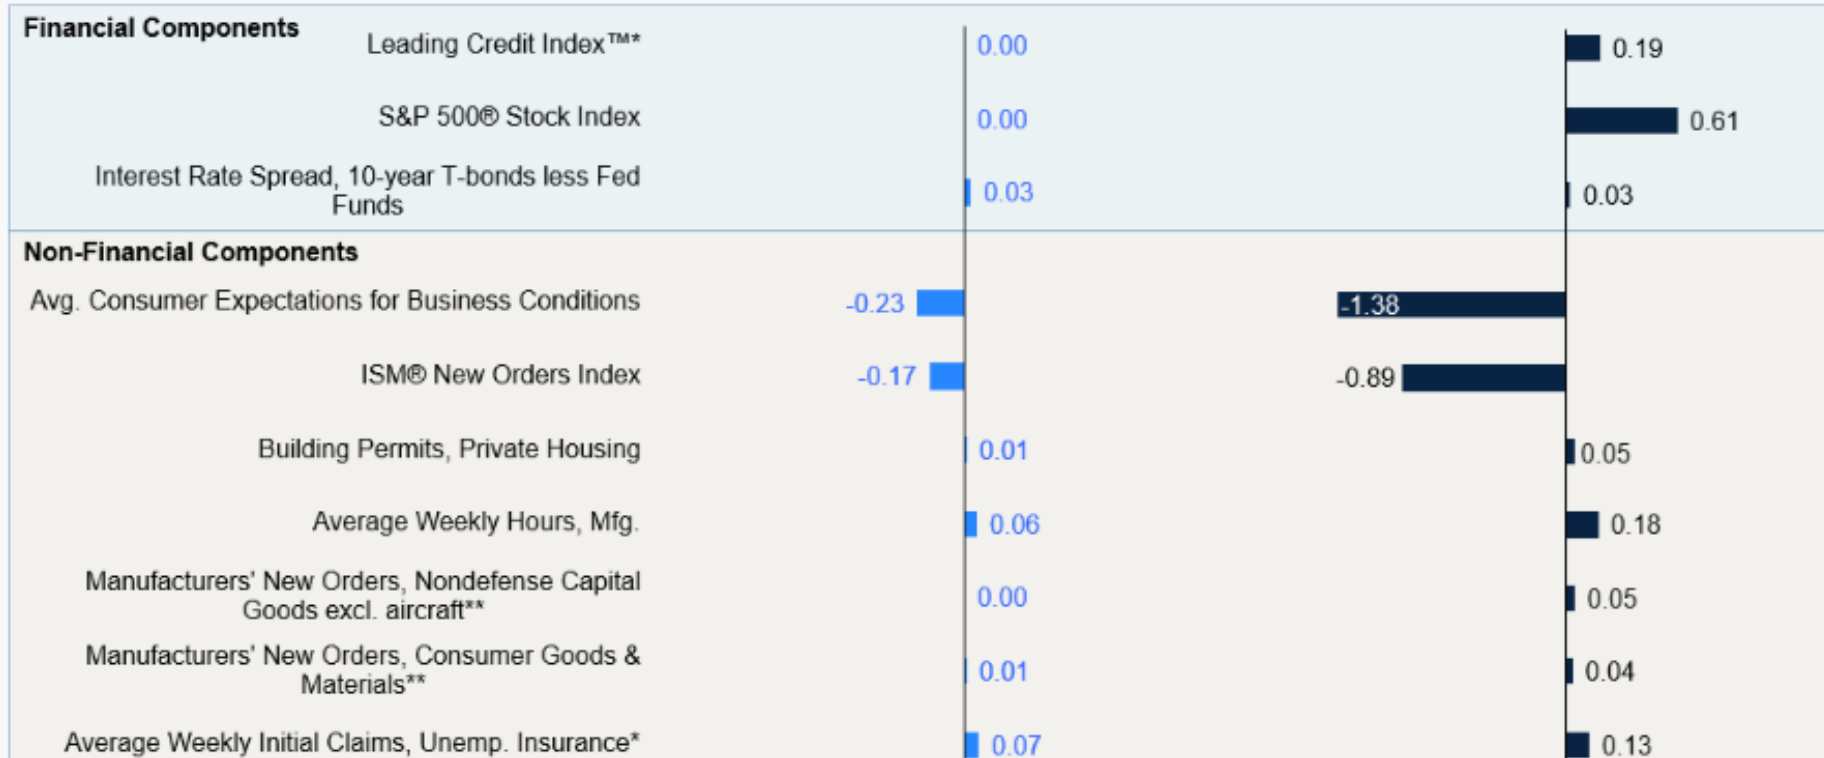 Financial Components
Leading Credit Index™* 0.00 0.19
S&P 500® Stock Index 0.00 0.61
Interest Rate Spread, 10-year T-bonds less Fed
Funds 0.03 0.03
Non-Financial Components
Avg. Consumer Expectations for Business Conditions -0.23 -1.38
ISM® New Orders Index -0.17 -0.89
Building Permits, Private Housing 0.01 0.05
Average Weekly Hours, Mfg. 0.06 0.18
Manufacturers' New Orders, Nondefense Capital
Goods excl. aircraft** 0.00 0.05
Manufacturers' New Orders, Consumer Goods &
Materials** 0.01 0.04
Average Weekly Initial Claims, Unemp. Insurance* 0.07 0.13